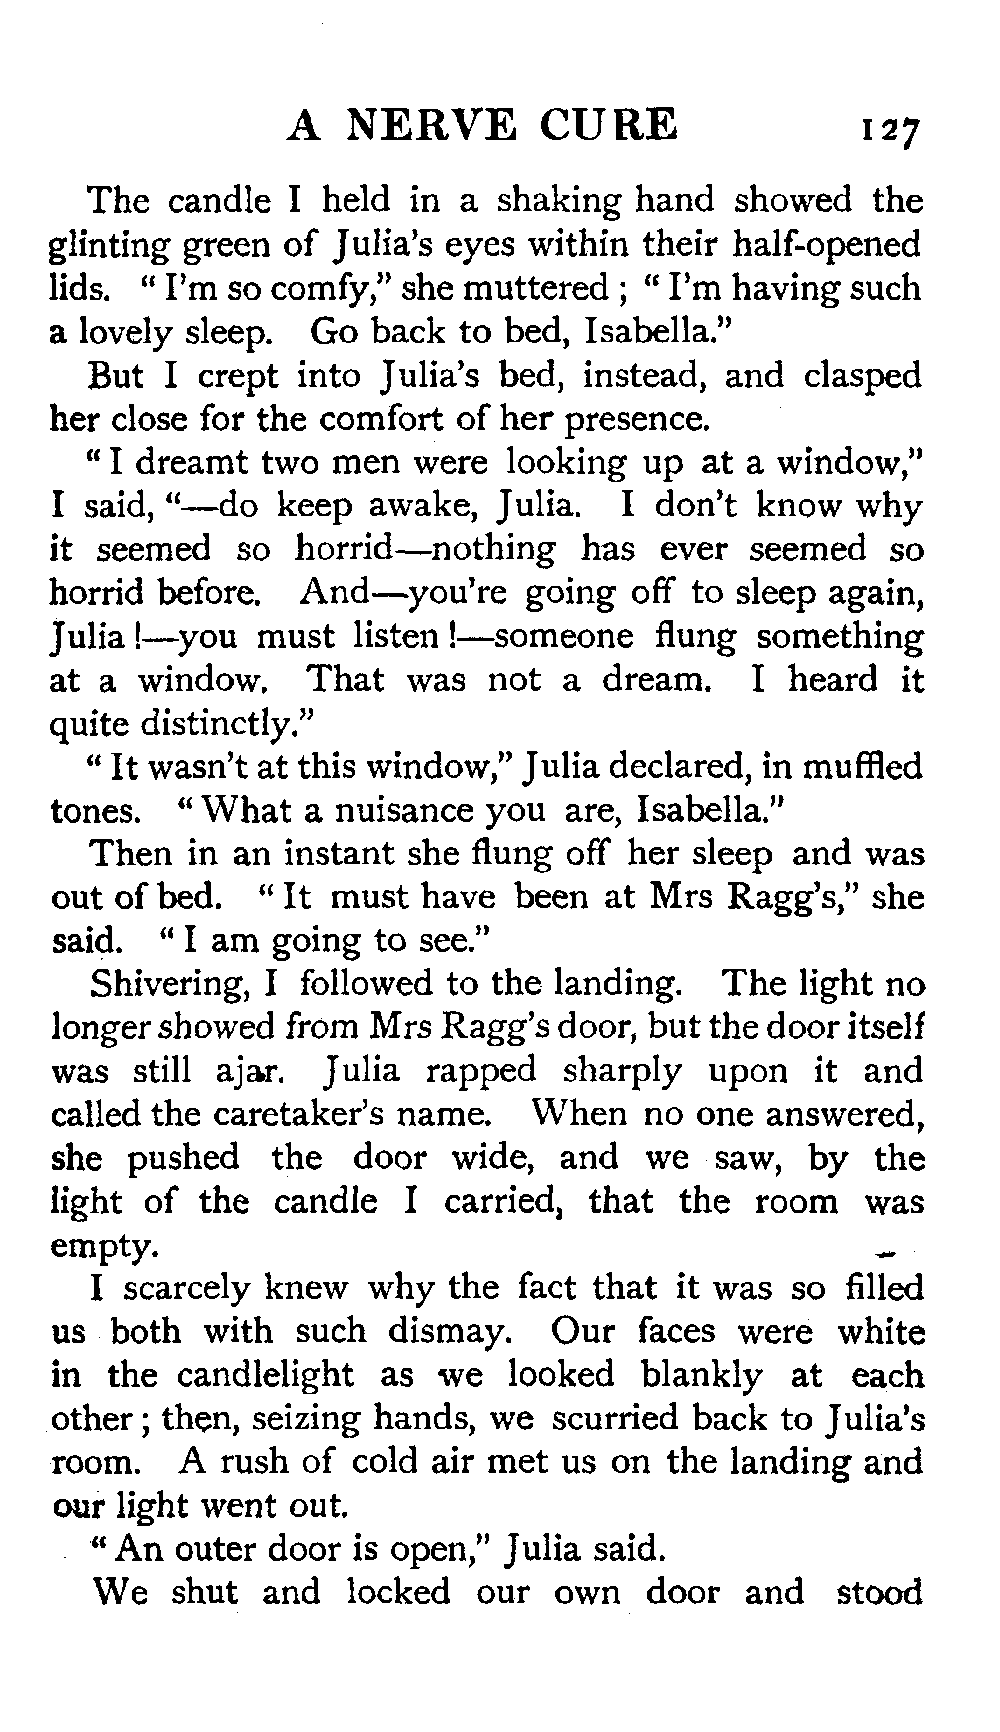 A NERVE CURE 127
The candle I held in a shaking hand showed the
glinting green of Julia's eyes within their half-opened
lids. “ I'm so comfy,” she muttered ; “ I'm having such
a lovely sleep. Go back to bed, Isabella.”
But I crept into Julia's bed, instead, and clasped
her close for the comfort of her presence.
“ I dreamt two men were looking up at a window,”
I said, “—do keep awake, Julia. I don't know why
it seemed so horrid—nothing has ever seemed so
horrid before. And—you're going off to sleep again,
Julia !—you must listen !—someone flung something
at a window. That was not a dream. I heard it
quite distinctly.”
“ It wasn't at this window,” Julia declared, in muffled
tones. “ What a nuisance you are, Isabella.”
Then in an instant she flung off her sleep and was
out of bed. “ It must have been at Mrs Ragg's,” she
said. “ I am going to see.”
Shivering, I followed to the landing. The light no
longer showed from Mrs Ragg's door, but the door itself
was still ajar. Julia rapped sharply upon it and
called the caretaker's name. When no one answered,
she pushed the door wide, and we saw, by the
light of the candle I carried, that the room was
empty.
I scarcely knew why the fact that it was so filled
us both with such dismay. Our faces were white
in the candlelight as we looked blankly at each
other ; then, seizing hands, we scurried back to Julia's
room. A rush of cold air met us on the landing and
our light went out.
“ An outer door is open,” Julia said.
We shut and locked our own door and stood